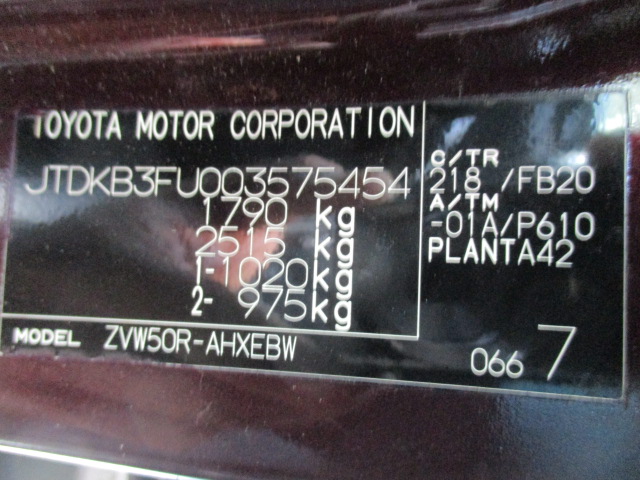 TOYOTA MOTOR CORPORATION
JTDKB3FU003575454
1790 kg
2515 kg
1-1020kg
2- 975kg
C/TR
218 /FB20
A/TM
-01A/P610
PLANTA42
MODEL ZVW50R-AHXEBW
066 7